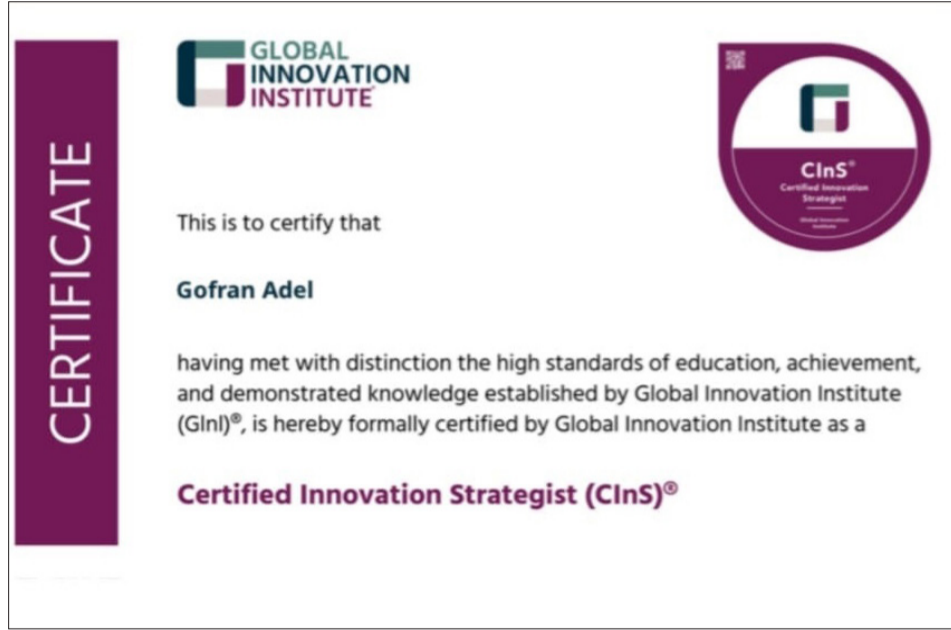 CERTIFICATE
GLOBAL
INNOVATION
INSTITUTE
CInS®
Certified Innovation
Strategist
Global Innovation
Institute
This is to certify that
Gofran Adel
having met with distinction the high standards of education, achievement,
and demonstrated knowledge established by Global Innovation Institute
(GInI)®, is hereby formally certified by Global Innovation Institute as a
Certified Innovation Strategist (CInS)®